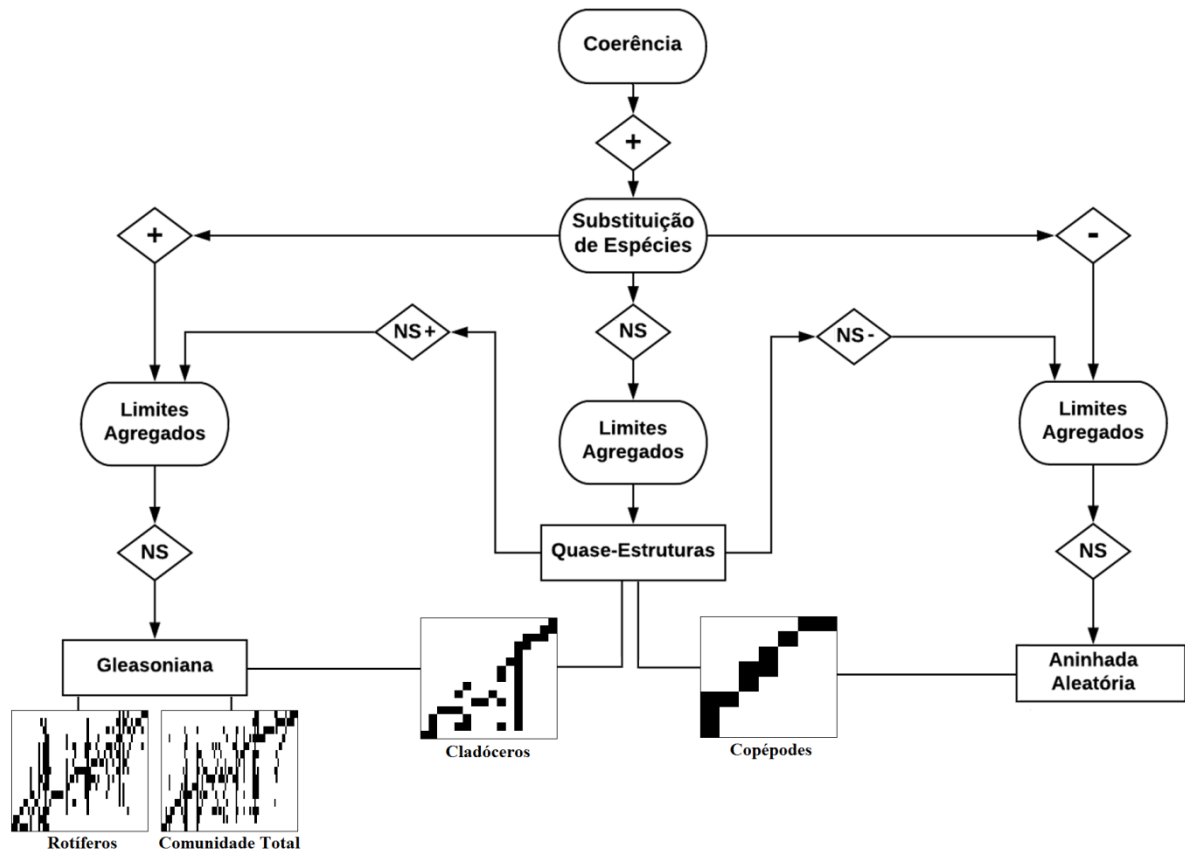 Coerência
+
Substituição
de Espécies
+
-
NS
NS +
NS -
Limites
Agregados
Limites
Agregados
Limites
Agregados
NS
Quase-Estruturas
NS
Gleasoniana
Aninhada
Aleatória
Cladóceros
Copépodes
Rotíferos
Comunidade Total